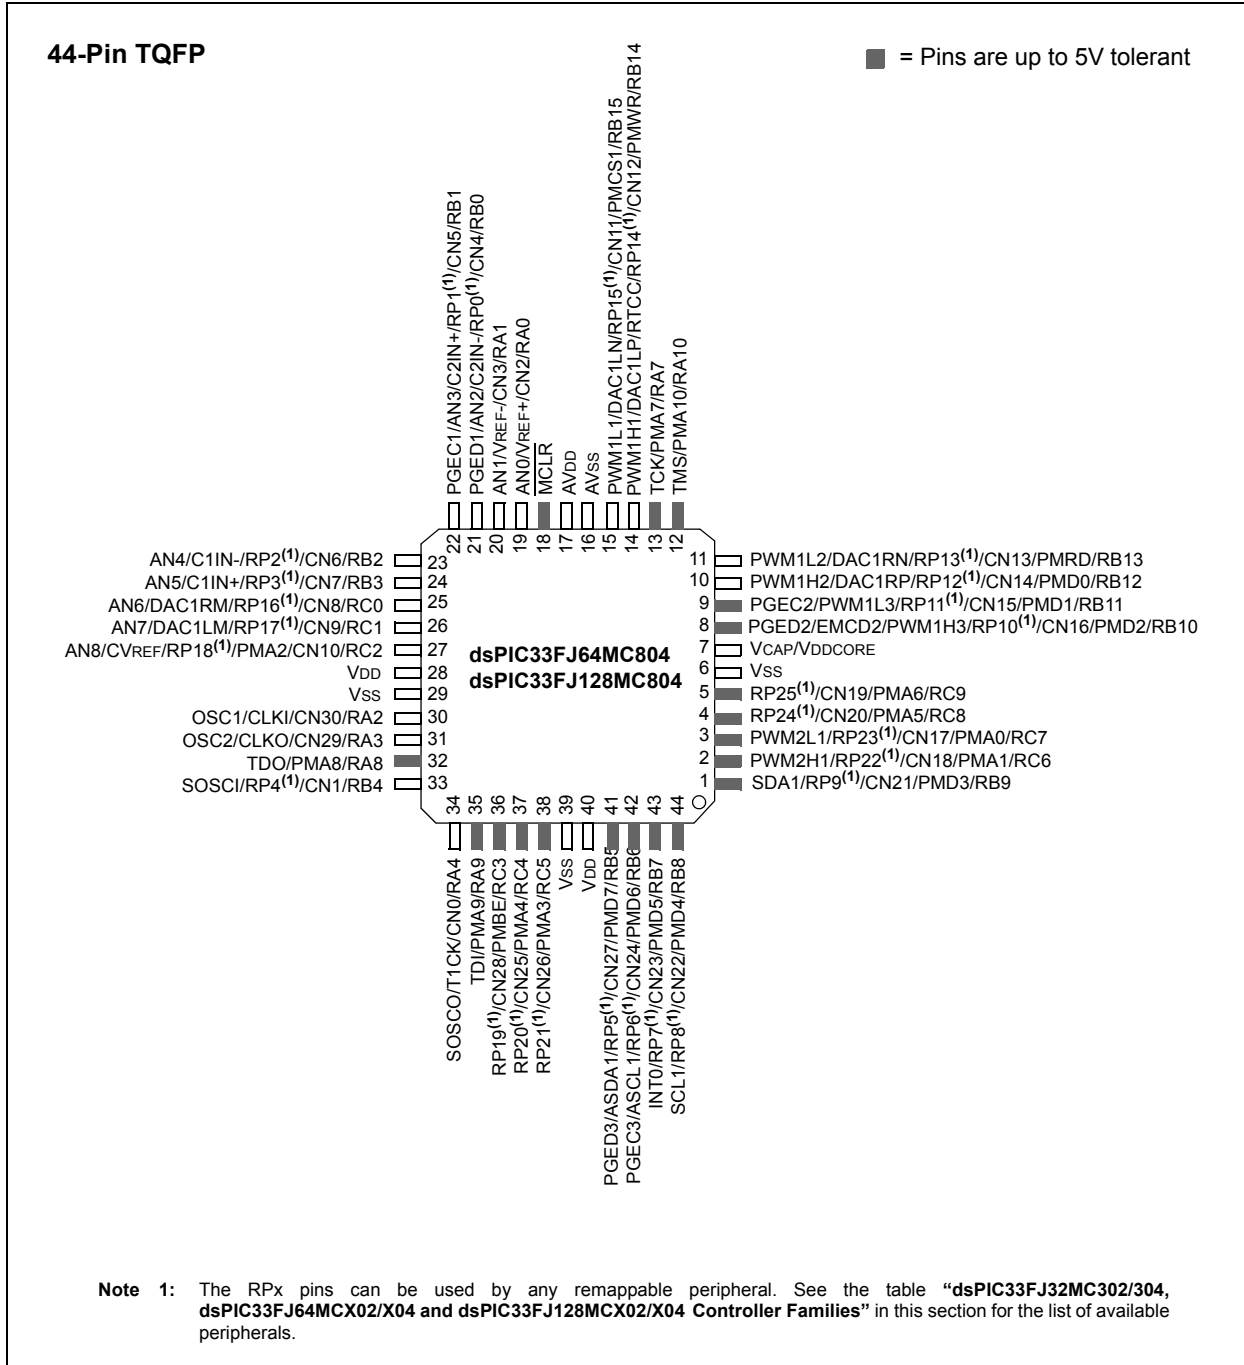 44-Pin TQFP
= Pins are up to 5V tolerant
PGEC1/AN3/C2IN+/RP1(1)/CN5/RB1
PGED1/AN2/C2IN-/RP0(1)/CN4/RB0
AN1/VREF-/CN3/RA1
AN0/VREF+/CN2/RA0
MCLR
AVDD
AVSS
PWM1L1/DAC1LN/RP15(1)/CN11/PMCS1/RB15
PWM1H1/DAC1LP/RTCC/RP14(1)/CN12/PMWR/RB14
TCK/PMA7/RA7
TMS/PMA10/RA10
22
21
20
19
18
17
16
15
14
13
12
AN4/C1IN-/RP2(1)/CN6/RB2 23
AN5/C1IN+/RP3(1)/CN7/RB3 24
AN6/DAC1RM/RP16(1)/CN8/RC0 25
AN7/DAC1LM/RP17(1)/CN9/RC1 26
AN8/CVREF/RP18(1)/PMA2/CN10/RC2 27
VDD 28
VSS 29
OSC1/CLKI/CN30/RA2 30
OSC2/CLKO/CN29/RA3 31
TDO/PMA8/RA8 32
SOSCI/RP4(1)/CN1/RB4 33
dsPIC33FJ64MC804
dsPIC33FJ128MC804
11 PWM1L2/DAC1RN/RP13(1)/CN13/PMRD/RB13
10 PWM1H2/DAC1RP/RP12(1)/CN14/PMD0/RB12
9 PGEC2/PWM1L3/RP11(1)/CN15/PMD1/RB11
8 PGED2/EMCD2/PWM1H3/RP10(1)/CN16/PMD2/RB10
7 VCAP/VDDCORE
6 VSS
5 RP25(1)/CN19/PMA6/RC9
4 RP24(1)/CN20/PMA5/RC8
3 PWM2L1/RP23(1)/CN17/PMA0/RC7
2 PWM2H1/RP22(1)/CN18/PMA1/RC6
1 SDA1/RP9(1)/CN21/PMD3/RB9
34
35
36
37
38
39
40
41
42
43
44
SOSCO/T1CK/CN0/RA4
TDI/PMA9/RA9
RP19(1)/CN28/PMBE/RC3
RP20(1)/CN25/PMA4/RC4
RP21(1)/CN26/PMA3/RC5
VSS
VDD
PGED3/ASDA1/RP5(1)/CN27/PMD7/RB5
PGEC3/ASCL1/RP6(1)/CN24/PMD6/RB6
INT0/RP7(1)/CN23/PMD5/RB7
SCL1/RP8(1)/CN22/PMD4/RB8
Note 1: The RPx pins can be used by any remappable peripheral. See the table “dsPIC33FJ32MC302/304,
dsPIC33FJ64MCX02/X04 and dsPIC33FJ128MCX02/X04 Controller Families” in this section for the list of available
peripherals.